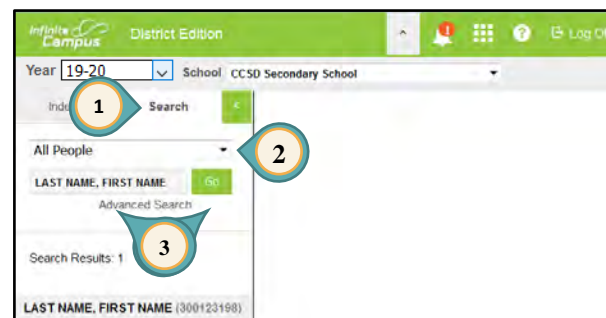 Infinite Campus District Edition Log Of
Year 19-20 School CCSD Secondary School
1 Search
All People 2
LAST NAME, FIRST NAME Go
Advanced Search
3
Search Results: 1
LAST NAME, FIRST NAME (300123198)